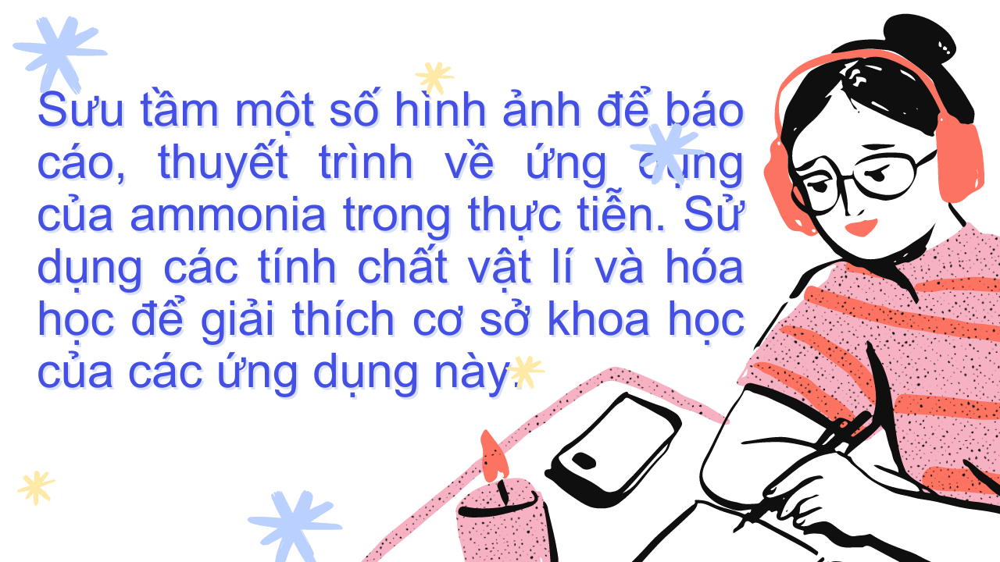 Sưu tầm một số hình ảnh để báo
cáo, thuyết trình về ứng dụng
của ammonia trong thực tiễn. Sử
dụng các tính chất vật lí và hóa
học để giải thích cơ sở khoa học
của các ứng dụng này.